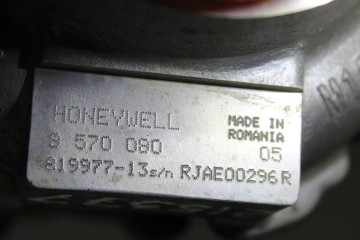 HONEYWELL
MADE IN
ROMANIA
8 570 080
05
819977-13 s/n RJAE00296R